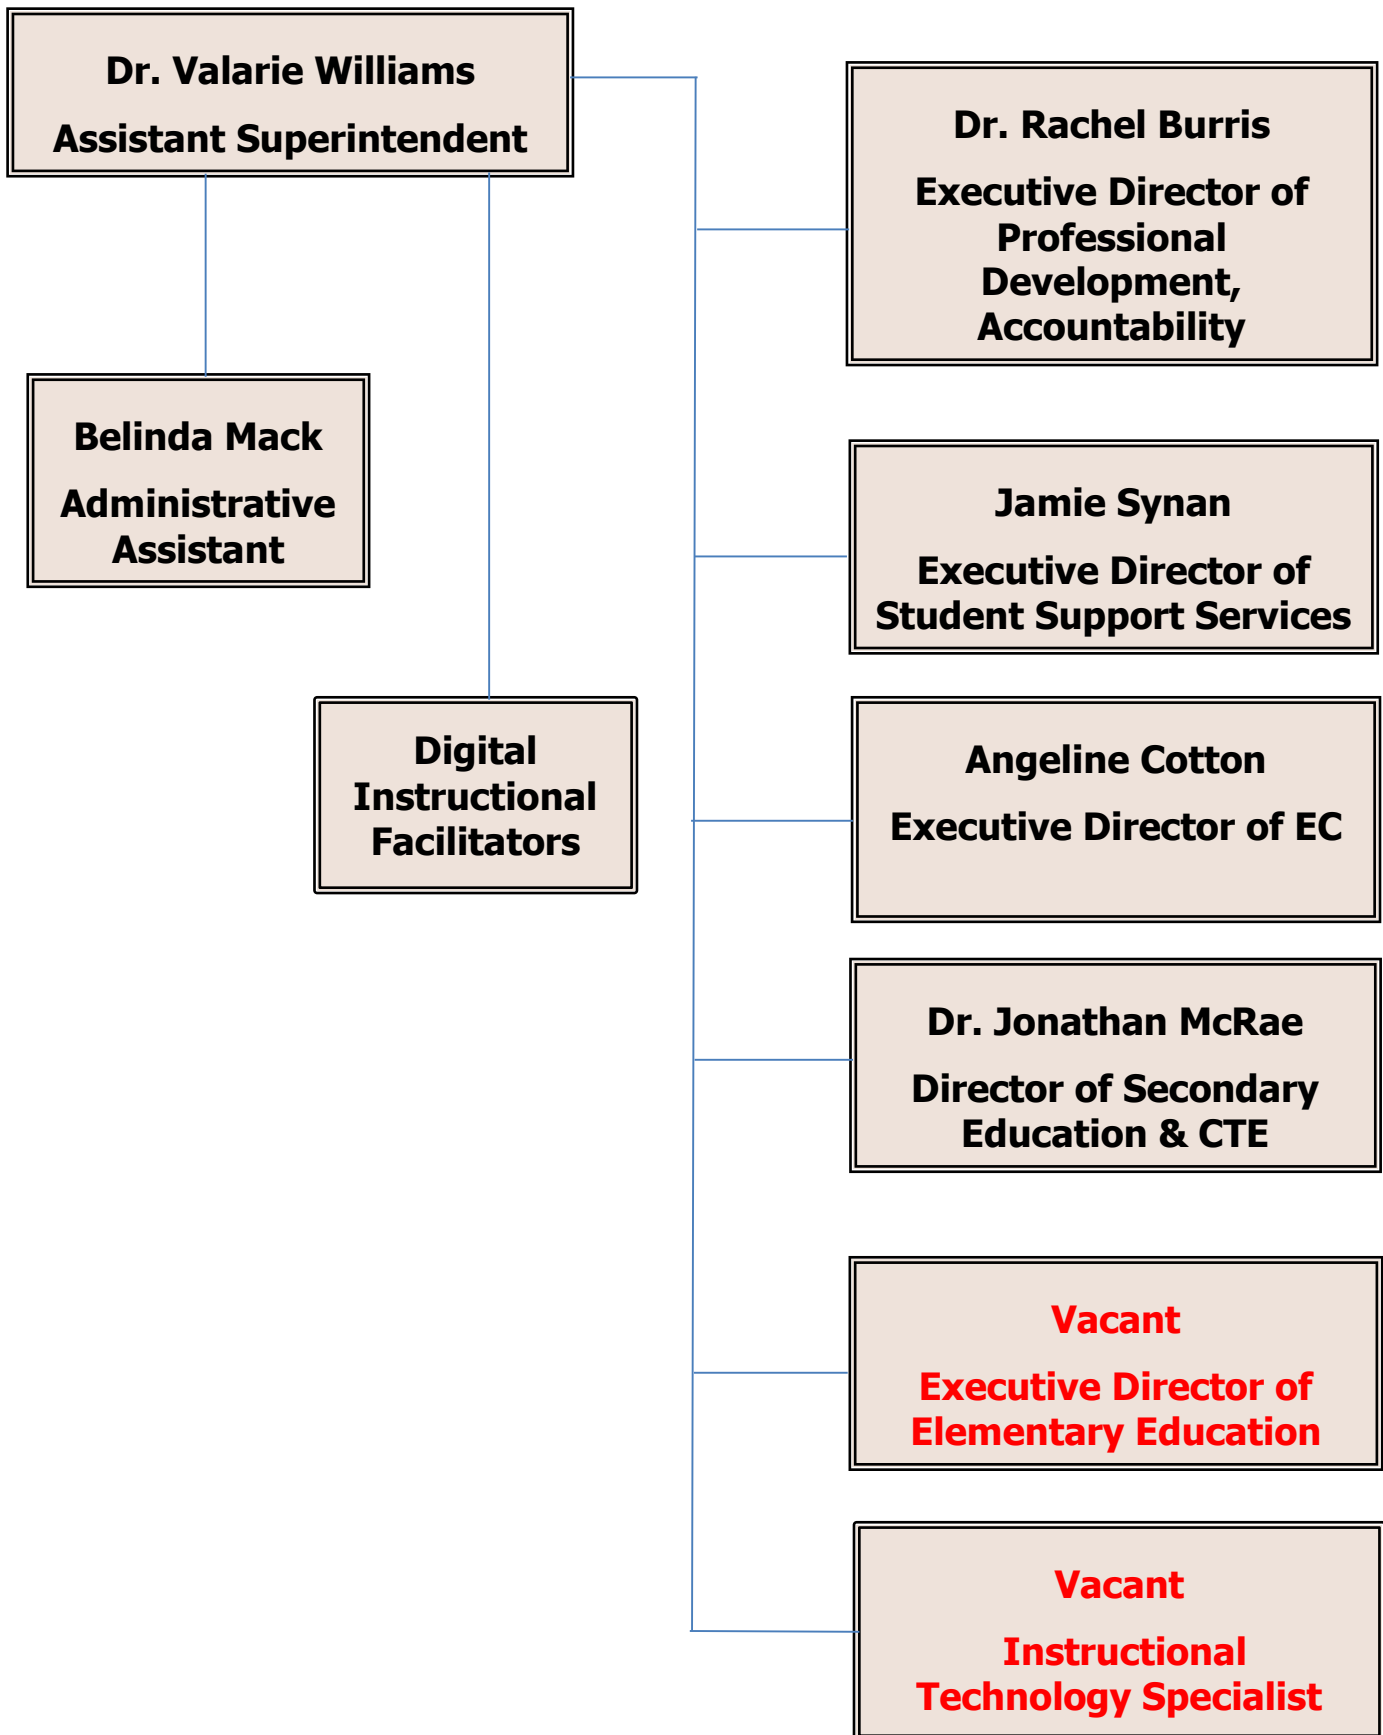 Dr. Valarie Williams
Assistant Superintendent
Dr. Rachel Burris
Executive Director of
Professional
Development,
Accountability
Belinda Mack
Administrative
Assistant
Jamie Synan
Executive Director of
Student Support Services
Digital
Instructional
Facilitators
Angeline Cotton
Executive Director of EC
Dr. Jonathan McRae
Director of Secondary
Education & CTE
Vacant
Executive Director of
Elementary Education
Vacant
Instructional
Technology Specialist